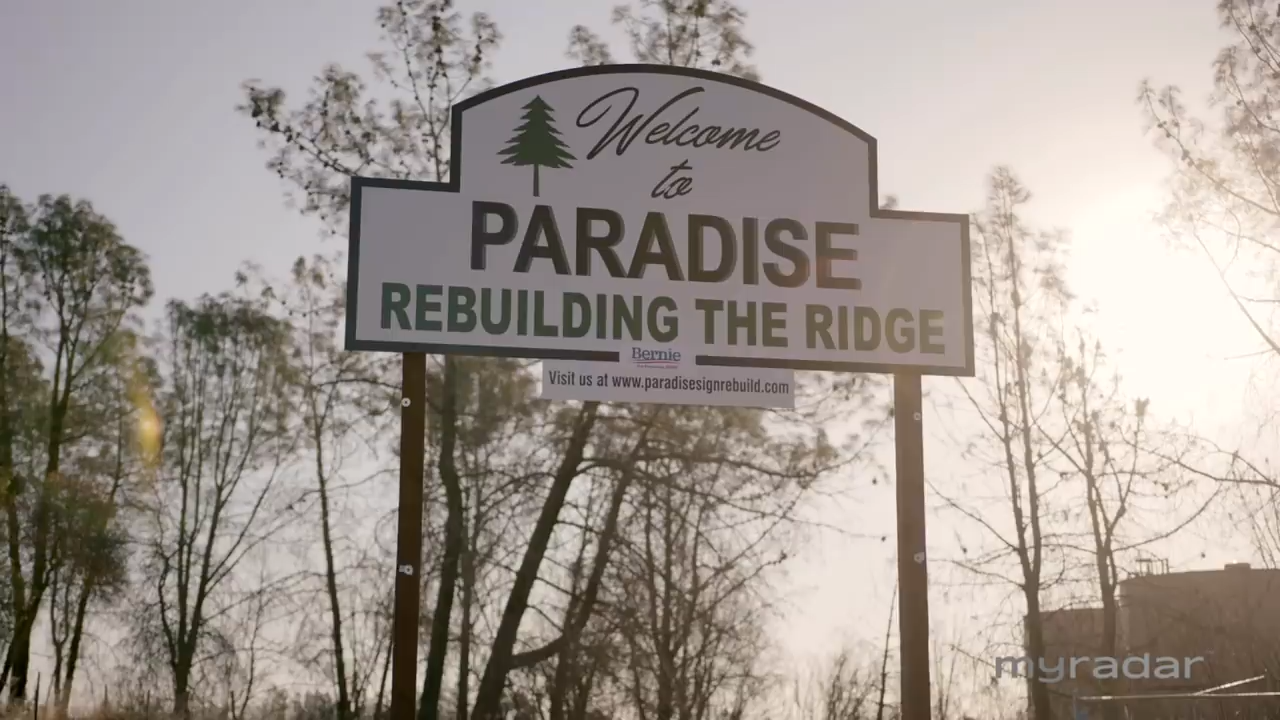 Welcome
to
PARADISE
REBUILDING THE RIDGE
Bernie
Visit us at www.paradisesignrebuild.com
myradar